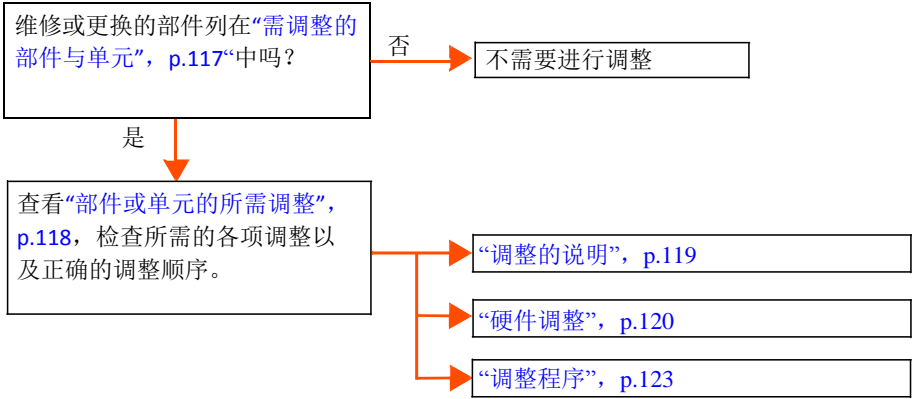 维修或更换的部件列在“需调整的
部件与单元”，p.117“中吗？
否
不需要进行调整
是
查看“部件或单元的所需调整”，
p.118，检查所需的各项调整以
及正确的调整顺序。
“调整的说明”，p.119
“硬件调整”，p.120
“调整程序”，p.123